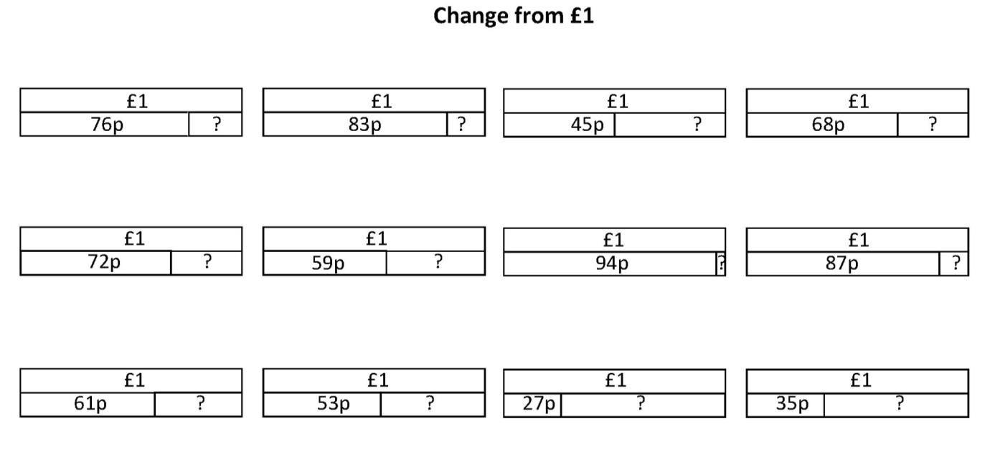 Change from £1
£1 £1 £1 £1
76p ? 83p ? 45p ? 68p ?
£1 £1 £1 £1
72p ? 59p ? 94p ? 87p ?
£1 £1 £1 £1
61p ? 53p ? 27p ? 35p ?